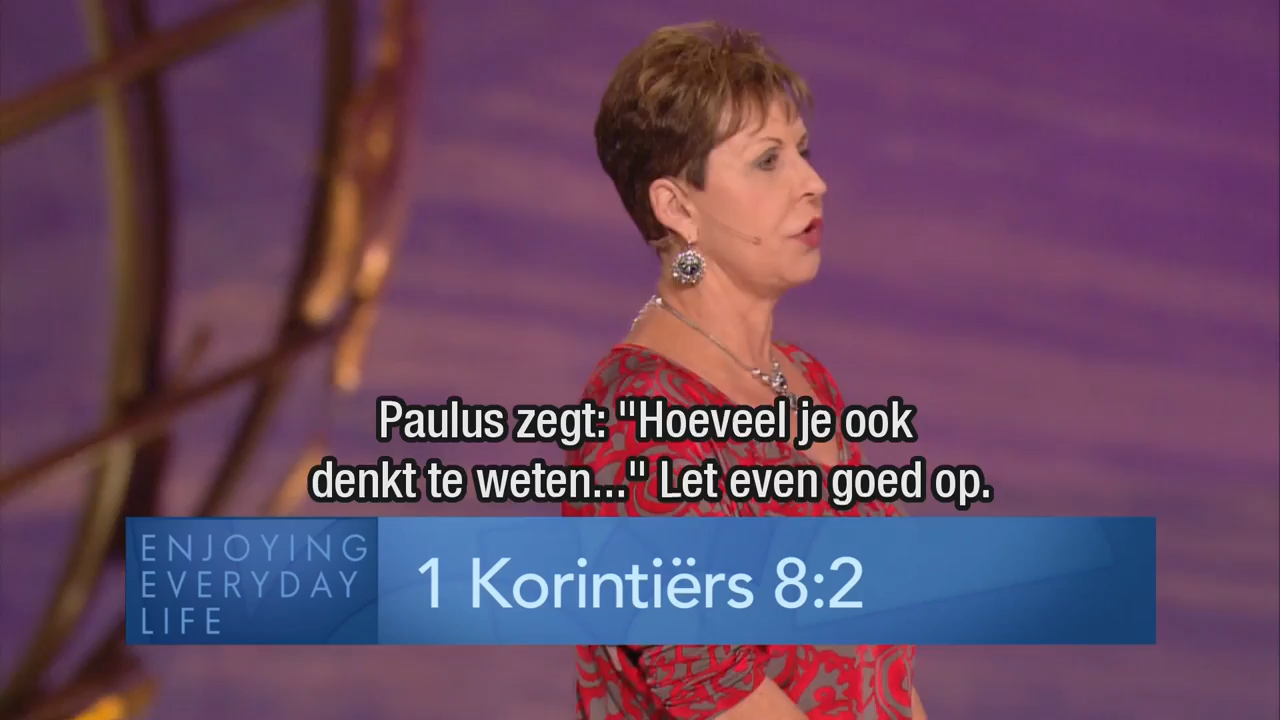 Paulus zegt: "Hoeveel je ook
denkt te weten..." Let even goed op.
ENJOYING
EVERYDAY
LIFE
1 Korintiërs 8:2